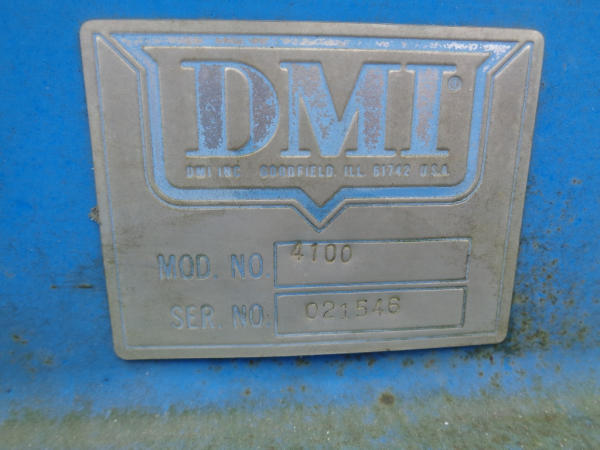 DMI®
DMI INC. GOODFIELD, ILL. 61742 U.S.A.
MOD. NO. 4100
SER. NO. 021546